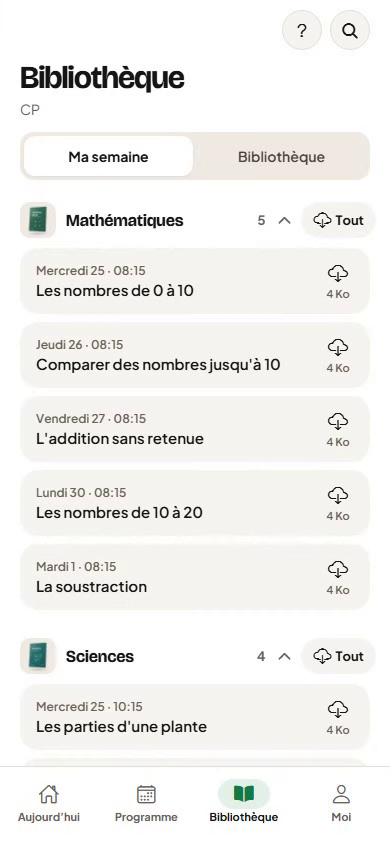 ?
Bibliothèque
CP
Ma semaine
Bibliothèque
Mathématiques
5
Tout
Mercredi 25 · 08:15
Les nombres de 0 à 10
4 Ko
Jeudi 26 · 08:15
Comparer des nombres jusqu'à 10
4 Ko
Vendredi 27 · 08:15
L'addition sans retenue
4 Ko
Lundi 30 · 08:15
Les nombres de 10 à 20
4 Ko
Mardi 1 · 08:15
La soustraction
4 Ko
Sciences
4
Tout
Mercredi 25 · 10:15
Les parties d'une plante
4 Ko
Aujourd'hui
Programme
Bibliothèque
Moi